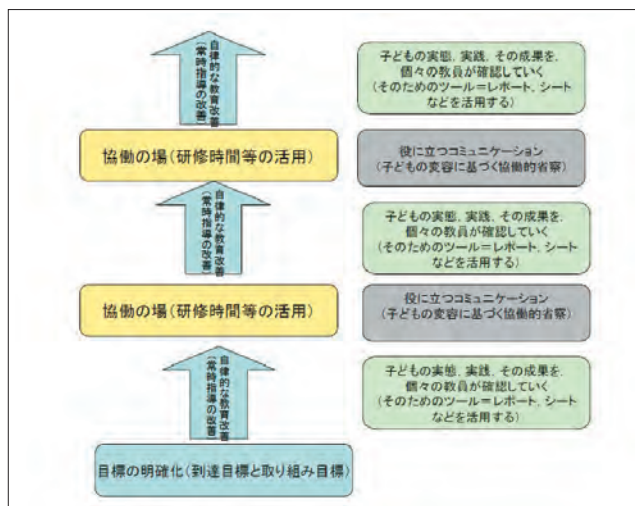 自律的な教育改善
（常時指導の改善）
子どもの実態、実践、その成果を、
個々の教員が確認していく
（そのためのツール＝レポート、シート
などを活用する）
協働の場（研修時間等の活用）
役に立つコミュニケーション
（子どもの変容に基づく協働的省察）
自律的な教育改善
（常時指導の改善）
子どもの実態、実践、その成果を、
個々の教員が確認していく
（そのためのツール＝レポート、シート
などを活用する）
協働の場（研修時間等の活用）
役に立つコミュニケーション
（子どもの変容に基づく協働的省察）
自律的な教育改善
（常時指導の改善）
子どもの実態、実践、その成果を、
個々の教員が確認していく
（そのためのツール＝レポート、シート
などを活用する）
目標の明確化（到達目標と取り組み目標）